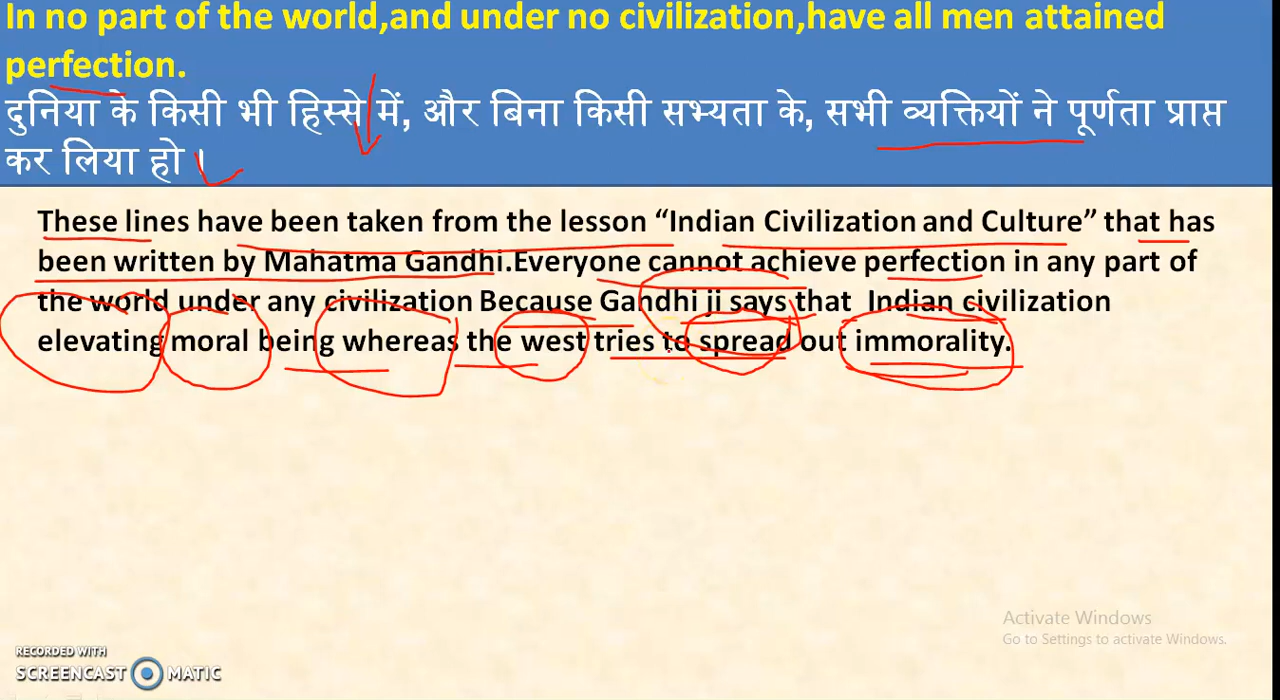 In no part of the world,and under no civilization,have all men attained
perfection.
दुनिया के किसी भी हिस्से में, और बिना किसी सभ्यता के, सभी व्यक्तियों ने पूर्णता प्राप्त
कर लिया हो ।
These lines have been taken from the lesson “Indian Civilization and Culture” that has
been written by Mahatma Gandhi.Everyone cannot achieve perfection in any part of
the world under any civilization Because Gandhi ji says that Indian civilization
elevating moral being whereas the west tries to spread out immorality.
Activate Windows
Go to Settings to activate Windows.
RECORDED WITH
SCREENCAST MATIC